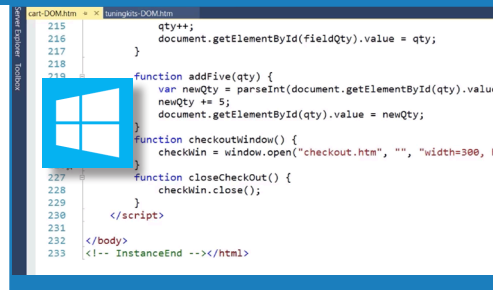 cart-DOM.htm tuningkits-DOM.htm
Server Explorer Toolbox
215 qty++;
216 document.getElementById(fieldQty).value = qty;
217 }
218
219 function addFive(qty) {
var newQty = parseInt(document.getElementById(qty).value
newQty += 5;
document.getElementById(qty).value = newQty;
}
function checkoutWindow() {
checkWin = window.open("checkout.htm", "", "width=300,
}
227 function closeCheckOut() {
228 checkWin.close();
229 }
230 </script>
231
232 </body>
233 <!-- InstanceEnd --></html>